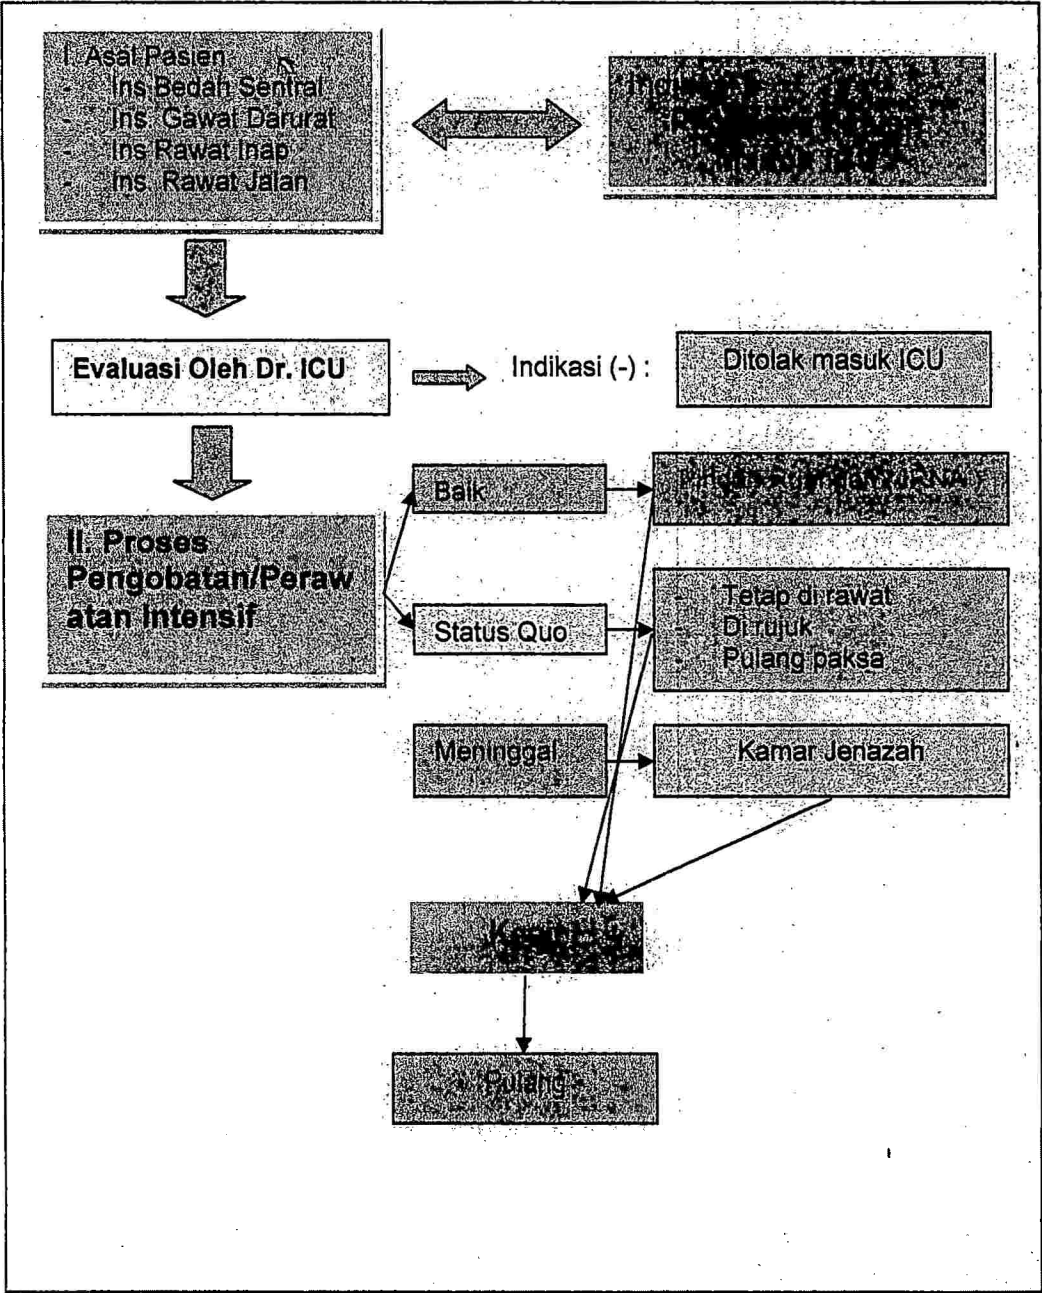 I. Asal Pasien
- Ins Bedah Sentral
- Ins. Gawat Darurat
- Ins Rawat Inap
- Ins. Rawat Jalan
Evaluasi Oleh Dr. ICU
Indikasi (-) :
Ditolak masuk ICU
Baik
II. Proses
Pengobatan/Peraw
atan Intensif
Status Quo
- Tetap di rawat
- Di rujuk
- Pulang paksa
Meninggal
Kamar Jenazah
Pulang